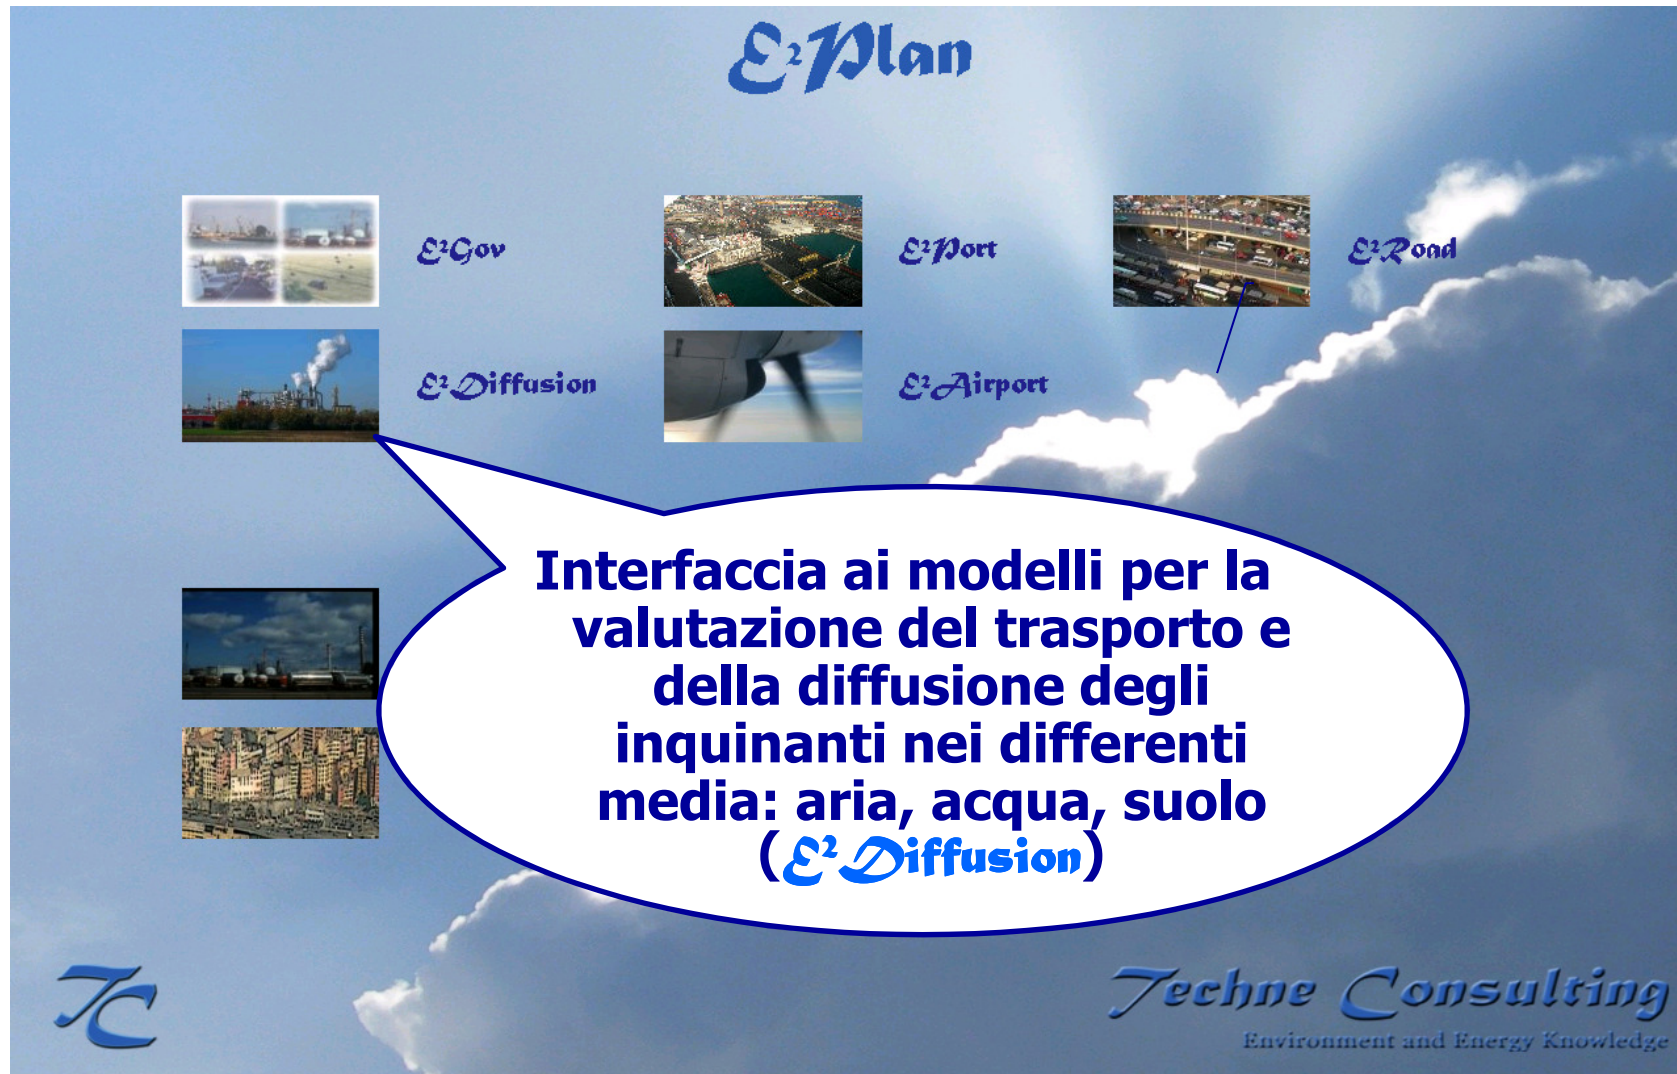 E²Plan
E²Gov
E²Port
E²Road
E²Diffusion
E²Airport
Interfaccia ai modelli per la
valutazione del trasporto e
della diffusione degli
inquinanti nei differenti
media: aria, acqua, suolo
(E²Diffusion)
TC
Techne Consulting
Environment and Energy Knowledge